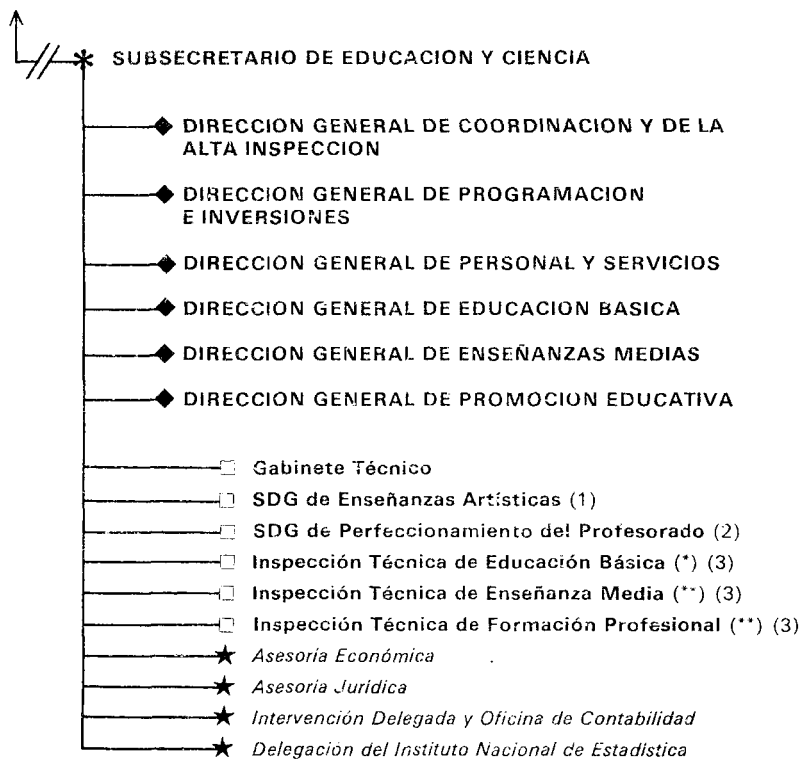 SUBSECRETARIO DE EDUCACION Y CIENCIA
DIRECCION GENERAL DE COORDINACION Y DE LA
ALTA INSPECCION
DIRECCION GENERAL DE PROGRAMACION
E INVERSIONES
DIRECCION GENERAL DE PERSONAL Y SERVICIOS
DIRECCION GENERAL DE EDUCACION BASICA
DIRECCION GENERAL DE ENSEÑANZAS MEDIAS
DIRECCION GENERAL DE PROMOCION EDUCATIVA
Gabinete Técnico
SDG de Enseñanzas Artísticas (1)
SDG de Perfeccionamiento del Profesorado (2)
Inspección Técnica de Educación Básica (*) (3)
Inspección Técnica de Enseñanza Media (**) (3)
Inspección Técnica de Formación Profesional (**) (3)
Asesoría Económica
Asesoria Jurídica
Intervención Delegada y Oficina de Contabilidad
Delegación del Instituto Nacional de Estadística